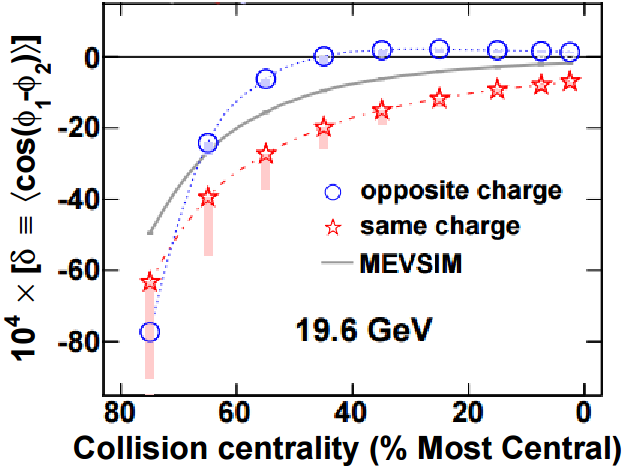 10⁴ × [δ ≡ ⟨cos(ϕ₁-ϕ₂)⟩]
0
-20
-40
-60
-80
opposite charge
same charge
MEVSIM
19.6 GeV
80 60 40 20 0
Collision centrality (% Most Central)